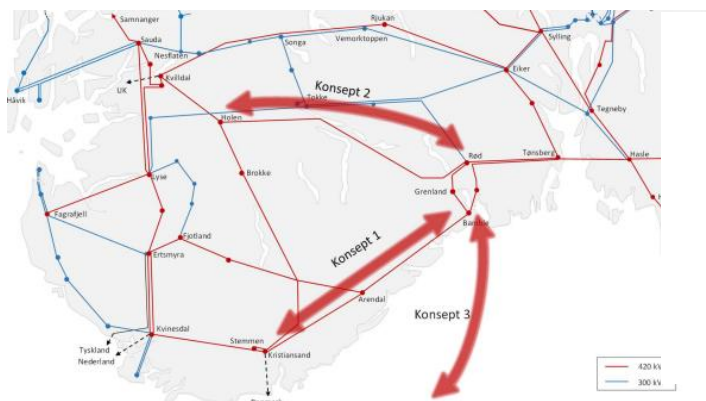 Samnanger
Sauda
Nesflaten
Kvilldal
UK
Håvik
Songa
Vemorktoppen
Rjukan
Sylling
Eiker
Tegneby
Konsept 2
Tokke
Holen
Rød
Tønsberg
Hasle
Lyse
Brokke
Grenland
Fagrafjell
Fjotland
Ertsmyra
Konsept 1
Arendal
Konsept 3
Kvinesdal
Stemmen
Kristiansand
Tyskland
Nederland
420 kV
300 kV